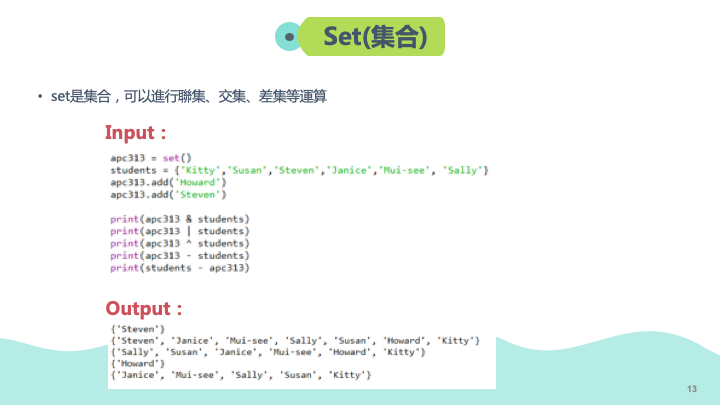 Set(集合)
• set是集合，可以進行聯集、交集、差集等運算
Input：
apc313 = set()
students = {'Kitty','Susan','Steven','Janice','Mui-see', 'Sally'}
apc313.add('Howard')
apc313.add('Steven')
print(apc313 & students)
print(apc313 | students)
print(apc313 ^ students)
print(apc313 - students)
print(students - apc313)
Output：
{'Steven'}
{'Steven', 'Janice', 'Mui-see', 'Sally', 'Susan', 'Howard', 'Kitty'}
{'Sally', 'Susan', 'Janice', 'Mui-see', 'Howard', 'Kitty'}
{'Howard'}
{'Janice', 'Mui-see', 'Sally', 'Susan', 'Kitty'}
13